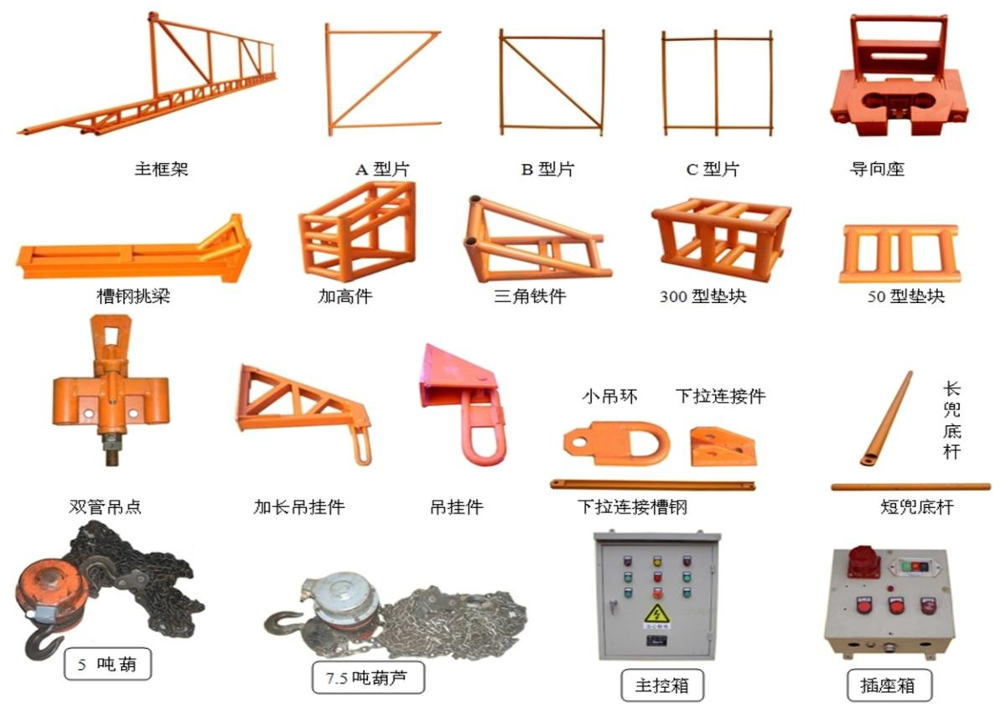 主框架
A 型片
B 型片
C 型片
导向座
槽钢挑梁
加高件
三角铁件
300 型垫块
50 型垫块
小吊环
下拉连接件
长兜底杆
双管吊点
加长吊挂件
吊挂件
下拉连接槽钢
短兜底杆
5 吨葫
7.5 吨葫芦
主控箱
插座箱